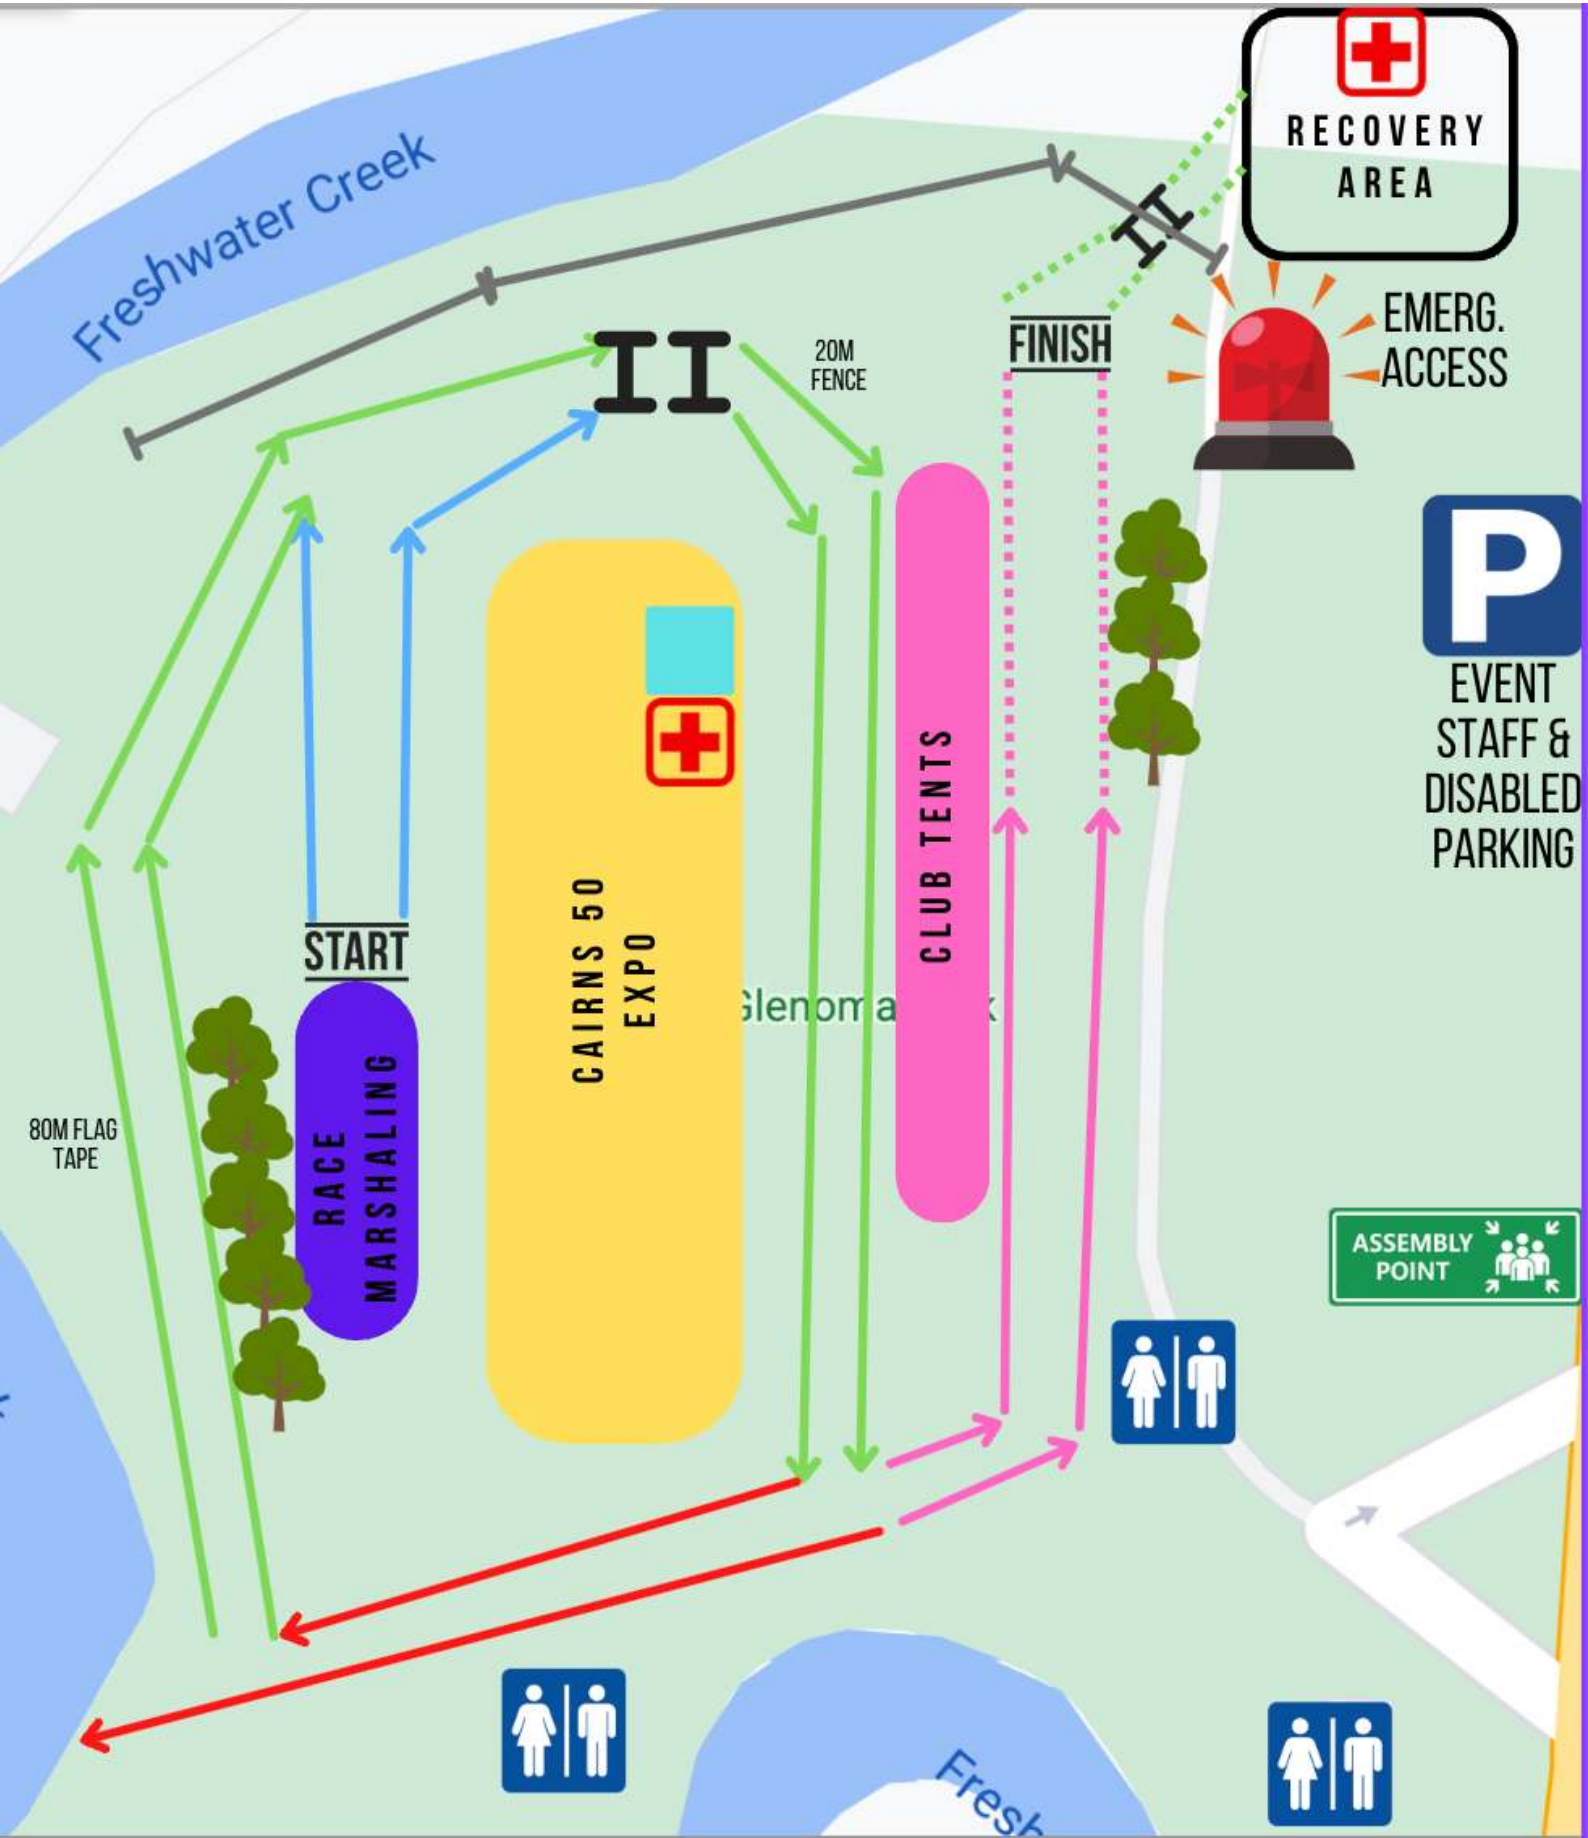 RECOVERY
AREA
Freshwater Creek
EMERG.
ACCESS
FINISH
20M
FENCE
P
EVENT
STAFF &
DISABLED
PARKING
CLUB TENTS
CAIRNS 50
EXPO
START
RACE
MARSHALING
80M FLAG
TAPE
ASSEMBLY
POINT
Fresh